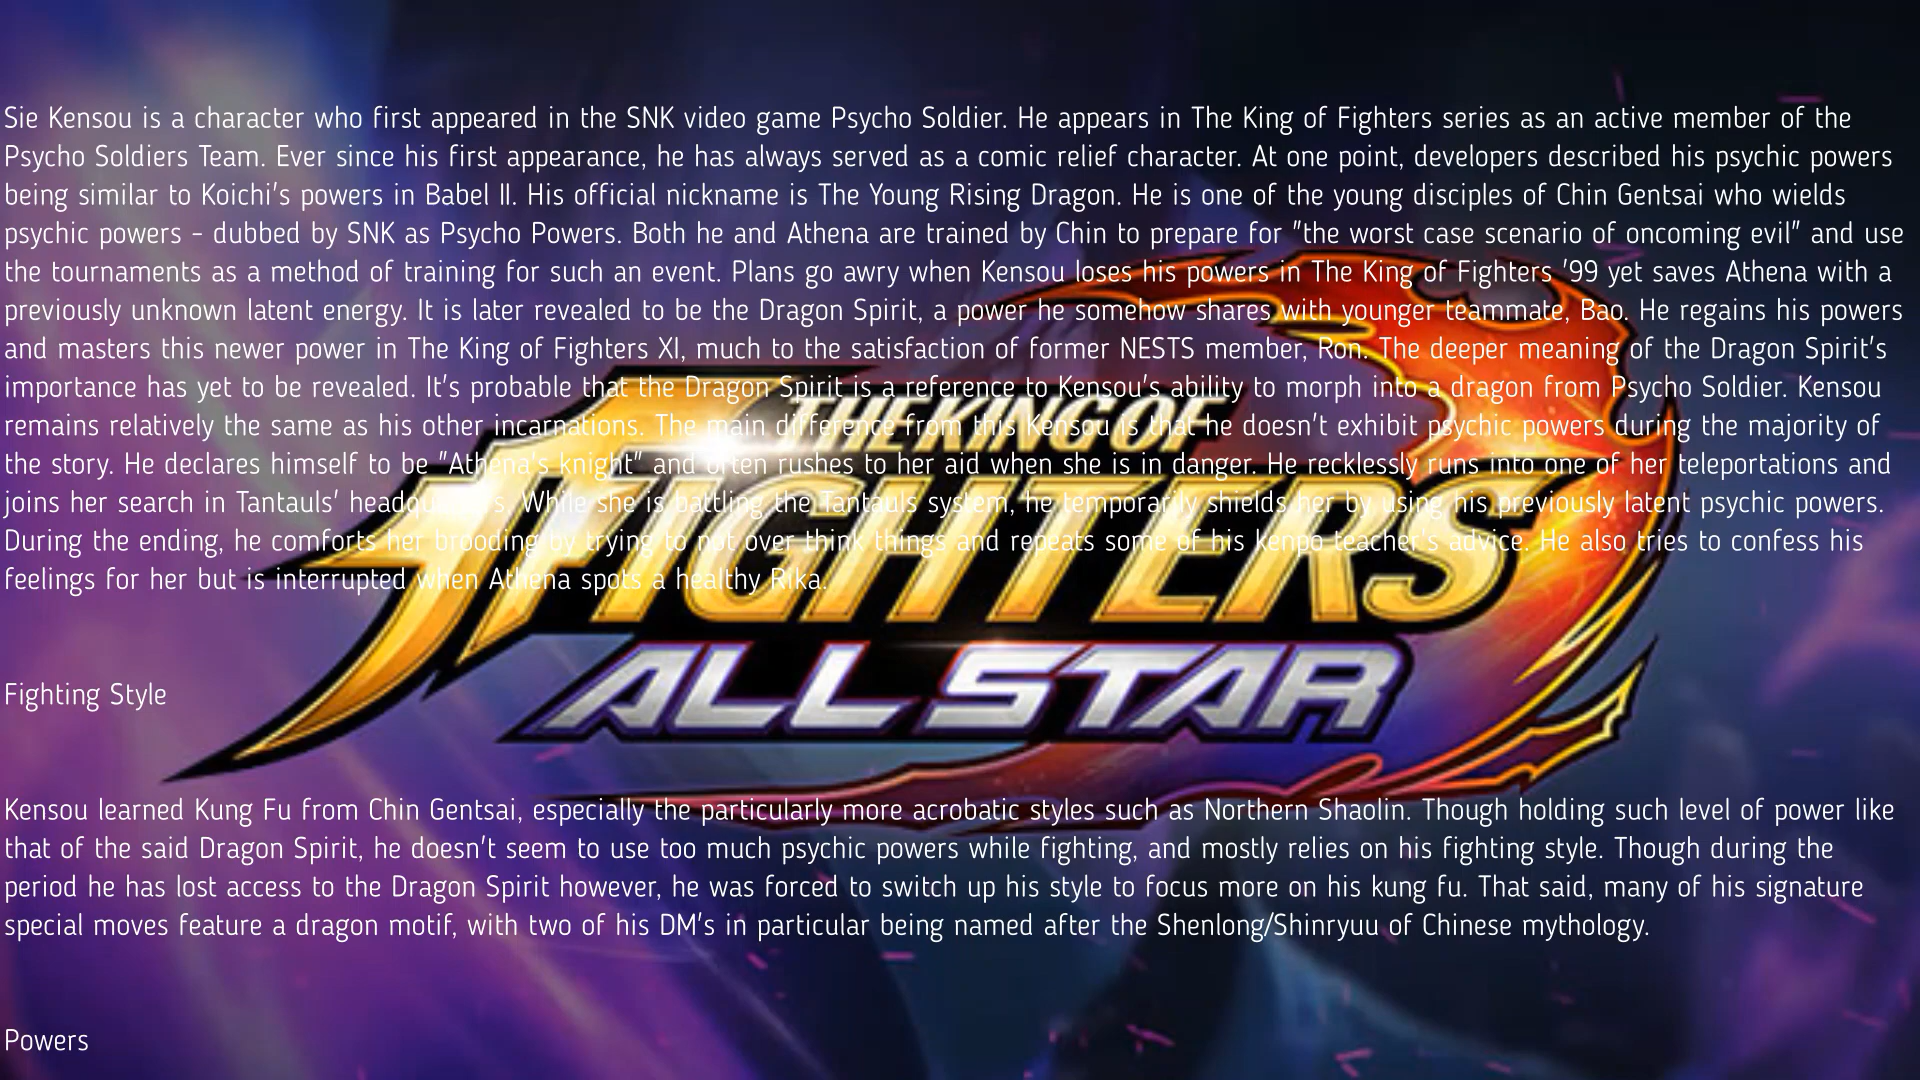 Sie Kensou is a character who first appeared in the SNK video game Psycho Soldier. He appears in The King of Fighters series as an active member of the
Psycho Soldiers Team. Ever since his first appearance, he has always served as a comic relief character. At one point, developers described his psychic powers
being similar to Koichi's powers in Babel II. His official nickname is The Young Rising Dragon. He is one of the young disciples of Chin Gentsai who wields
psychic powers - dubbed by SNK as Psycho Powers. Both he and Athena are trained by Chin to prepare for "the worst case scenario of oncoming evil" and use
the tournaments as a method of training for such an event. Plans go awry when Kensou loses his powers in The King of Fighters '99 yet saves Athena with a
previously unknown latent energy. It is later revealed to be the Dragon Spirit, a power he somehow shares with younger teammate, Bao. He regains his powers
and masters this newer power in The King of Fighters XI, much to the satisfaction of former NESTS member, Ron. The deeper meaning of the Dragon Spirit's
importance has yet to be revealed. It's probable that the Dragon Spirit is a reference to Kensou's ability to morph into a dragon from Psycho Soldier. Kensou
remains relatively the same as his other incarnations. The main difference from this Kensou is that he doesn't exhibit psychic powers during the majority of
the story. He declares himself to be "Athena's knight" and often rushes to her aid when she is in danger. He recklessly runs into one of her teleportations and
joins her search in Tantauls' headquarters. While she is battling the Tantauls system, he temporarily shields her by using his previously latent psychic powers.
During the ending, he comforts her brooding by trying to not over think things and repeats some of his kenpo teacher's advice. He also tries to confess his
feelings for her but is interrupted when Athena spots a healthy Rika.
THE KING OF
FIGHTERS
ALLSTAR
Fighting Style
Kensou learned Kung Fu from Chin Gentsai, especially the particularly more acrobatic styles such as Northern Shaolin. Though holding such level of power like
that of the said Dragon Spirit, he doesn't seem to use too much psychic powers while fighting, and mostly relies on his fighting style. Though during the
period he has lost access to the Dragon Spirit however, he was forced to switch up his style to focus more on his kung fu. That said, many of his signature
special moves feature a dragon motif, with two of his DM's in particular being named after the Shenlong/Shinryuu of Chinese mythology.
Powers